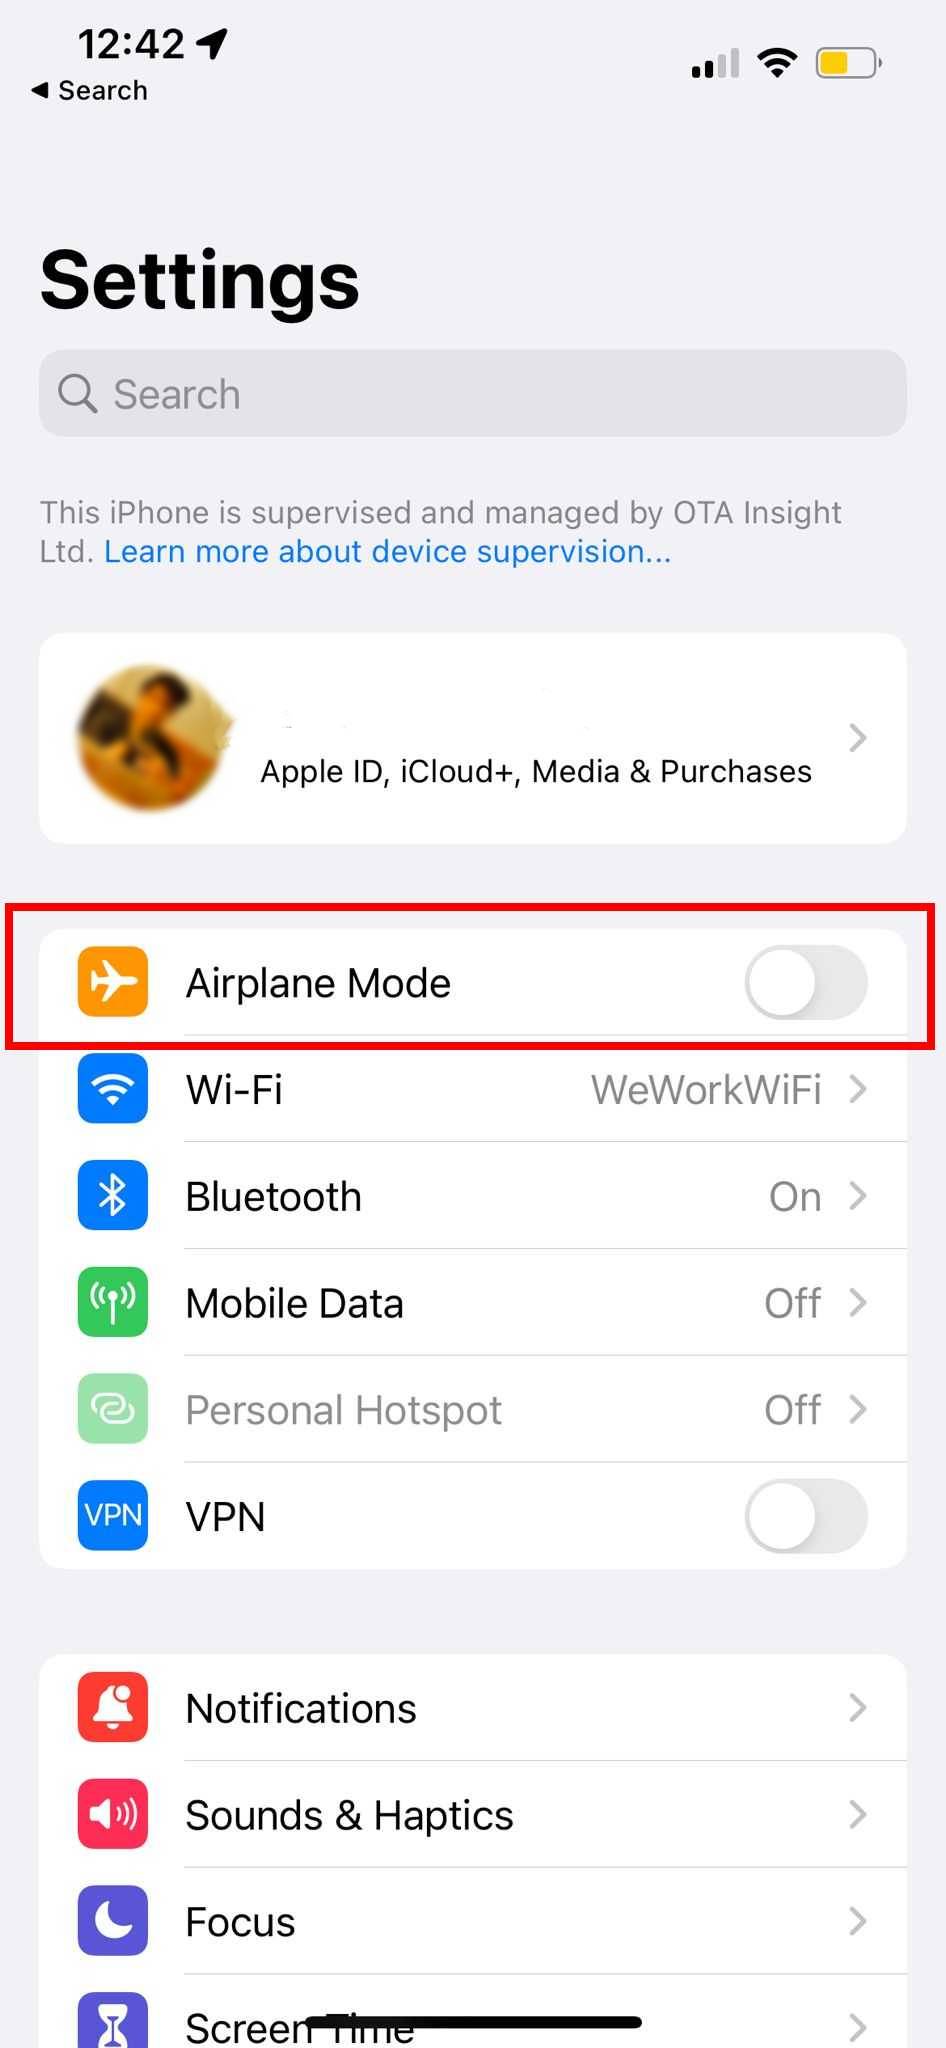 12:42
Search
Settings
Search
This iPhone is supervised and managed by OTA Insight
Ltd. Learn more about device supervision...
Apple ID, iCloud+, Media & Purchases
Airplane Mode
Wi-Fi WeWorkWiFi
Bluetooth On
Mobile Data Off
Personal Hotspot Off
VPN VPN
Notifications
Sounds & Haptics
Focus
Screen Time